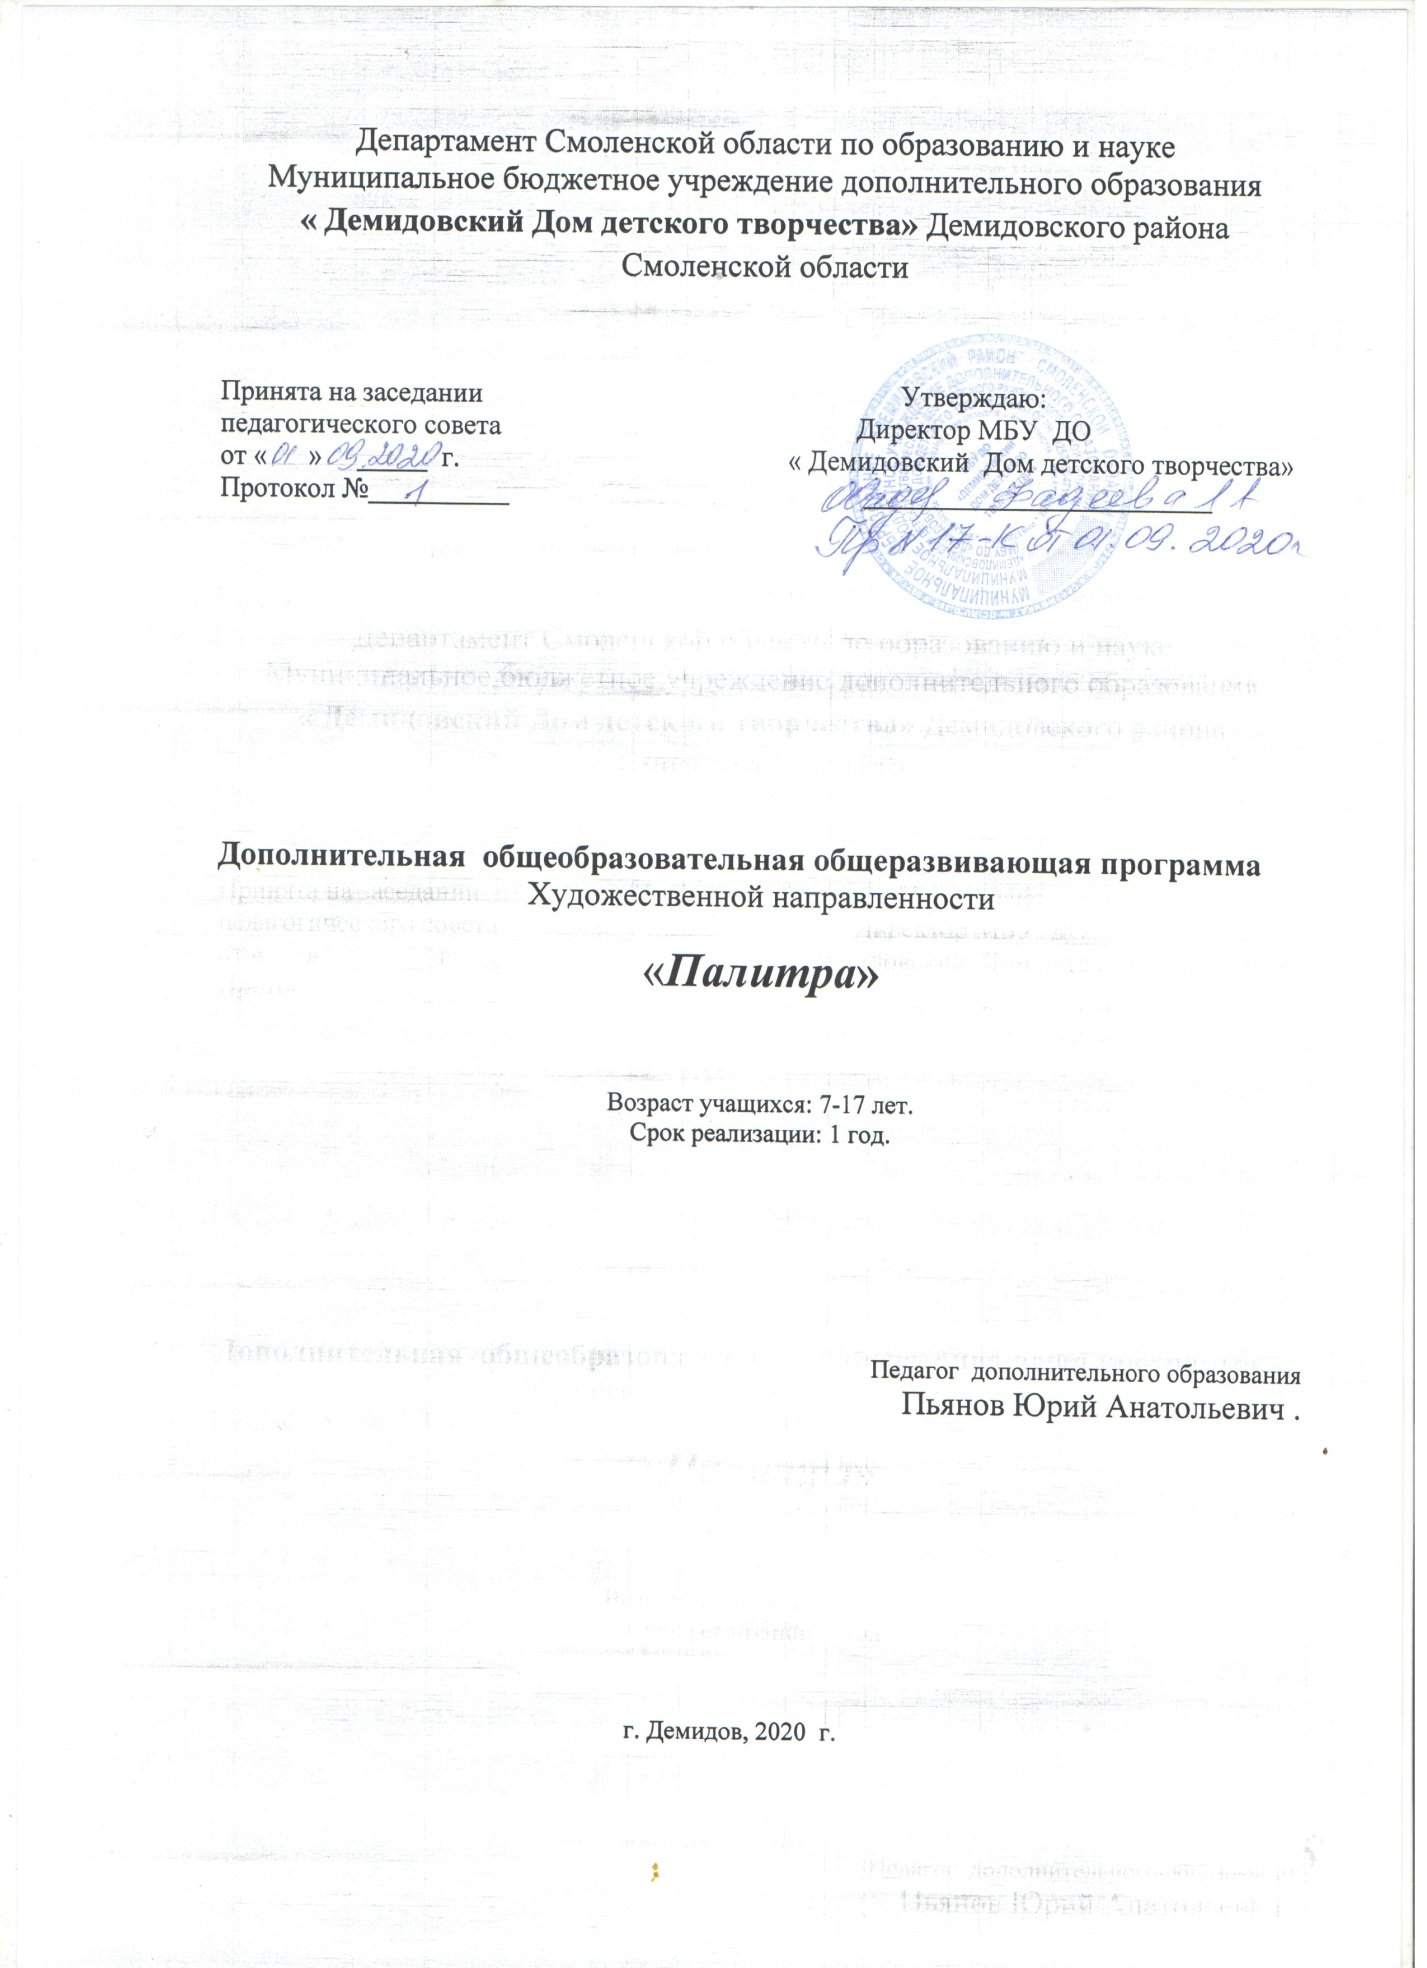 Департамент Смоленской области по образованию и науке
Муниципальное бюджетное учреждение дополнительного образования
« Демидовский Дом детского творчества» Демидовского района
Смоленской области
Принята на заседании
педагогического совета
от « 01 » 09.2020 г.
Протокол № 1
Утверждаю:
Директор МБУ ДО
« Демидовский Дом детского творчества»
Фадеева
Пр N 17-К от 01.09.2020г
Дополнительная общеобразовательная общеразвивающая программа
Художественной направленности
«Палитра»
Возраст учащихся: 7-17 лет.
Срок реализации: 1 год.
Педагог дополнительного образования
Пьянов Юрий Анатольевич .
г. Демидов, 2020 г.